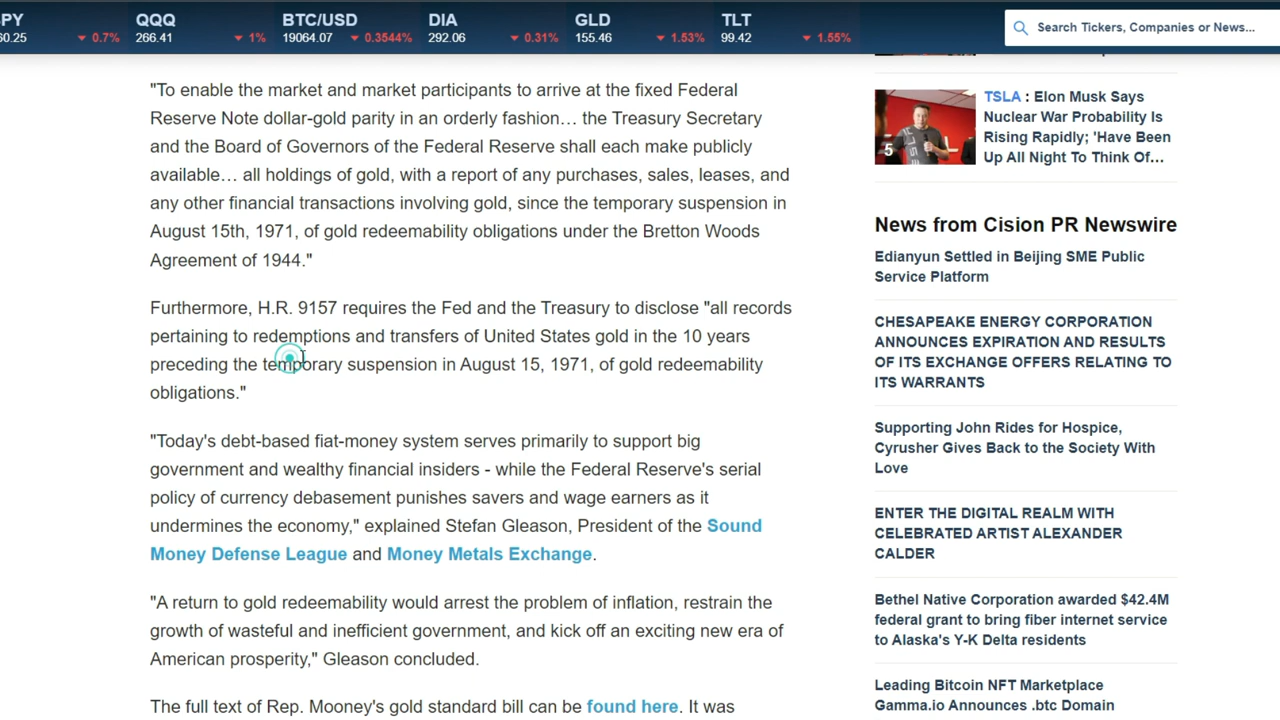 PY
QQQ
BTC/USD
DIA
GLD
TLT
60.25
0.7%
266.41
1%
19064.07
0.3544%
292.06
0.31%
155.46
1.53%
99.42
1.55%
Search Tickers, Companies or News...
"To enable the market and market participants to arrive at the fixed Federal
Reserve Note dollar-gold parity in an orderly fashion… the Treasury Secretary
and the Board of Governors of the Federal Reserve shall each make publicly
available… all holdings of gold, with a report of any purchases, sales, leases, and
any other financial transactions involving gold, since the temporary suspension in
August 15th, 1971, of gold redeemability obligations under the Bretton Woods
Agreement of 1944."
Furthermore, H.R. 9157 requires the Fed and the Treasury to disclose "all records
pertaining to redemptions and transfers of United States gold in the 10 years
preceding the temporary suspension in August 15, 1971, of gold redeemability
obligations."
"Today's debt-based fiat-money system serves primarily to support big
government and wealthy financial insiders - while the Federal Reserve's serial
policy of currency debasement punishes savers and wage earners as it
undermines the economy," explained Stefan Gleason, President of the Sound
Money Defense League and Money Metals Exchange.
"A return to gold redeemability would arrest the problem of inflation, restrain the
growth of wasteful and inefficient government, and kick off an exciting new era of
American prosperity," Gleason concluded.
The full text of Rep. Mooney's gold standard bill can be found here. It was
5
TSLA : Elon Musk Says
Nuclear War Probability Is
Rising Rapidly; 'Have Been
Up All Night To Think Of...
News from Cision PR Newswire
Edianyun Settled in Beijing SME Public
Service Platform
CHESAPEAKE ENERGY CORPORATION
ANNOUNCES EXPIRATION AND RESULTS
OF ITS EXCHANGE OFFERS RELATING TO
ITS WARRANTS
Supporting John Rides for Hospice,
Cyrusher Gives Back to the Society With
Love
ENTER THE DIGITAL REALM WITH
CELEBRATED ARTIST ALEXANDER
CALDER
Bethel Native Corporation awarded $42.4M
federal grant to bring fiber internet service
to Alaska's Y-K Delta residents
Leading Bitcoin NFT Marketplace
Gamma.io Announces .btc Domain